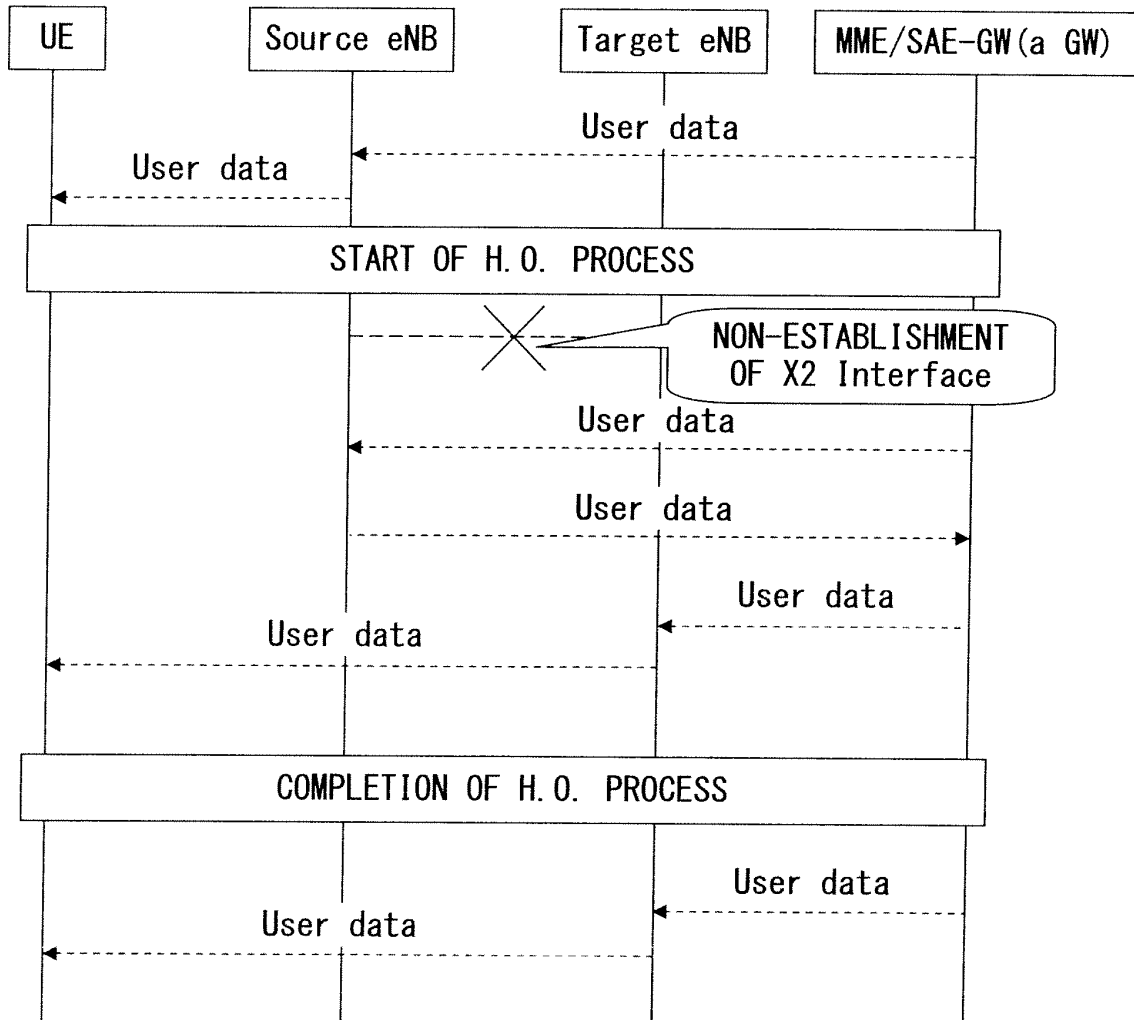 UE
Source eNB
Target eNB
MME/SAE-GW(a GW)
User data
User data
START OF H.O. PROCESS
NON-ESTABLISHMENT
OF X2 Interface
User data
User data
User data
User data
COMPLETION OF H.O. PROCESS
User data
User data